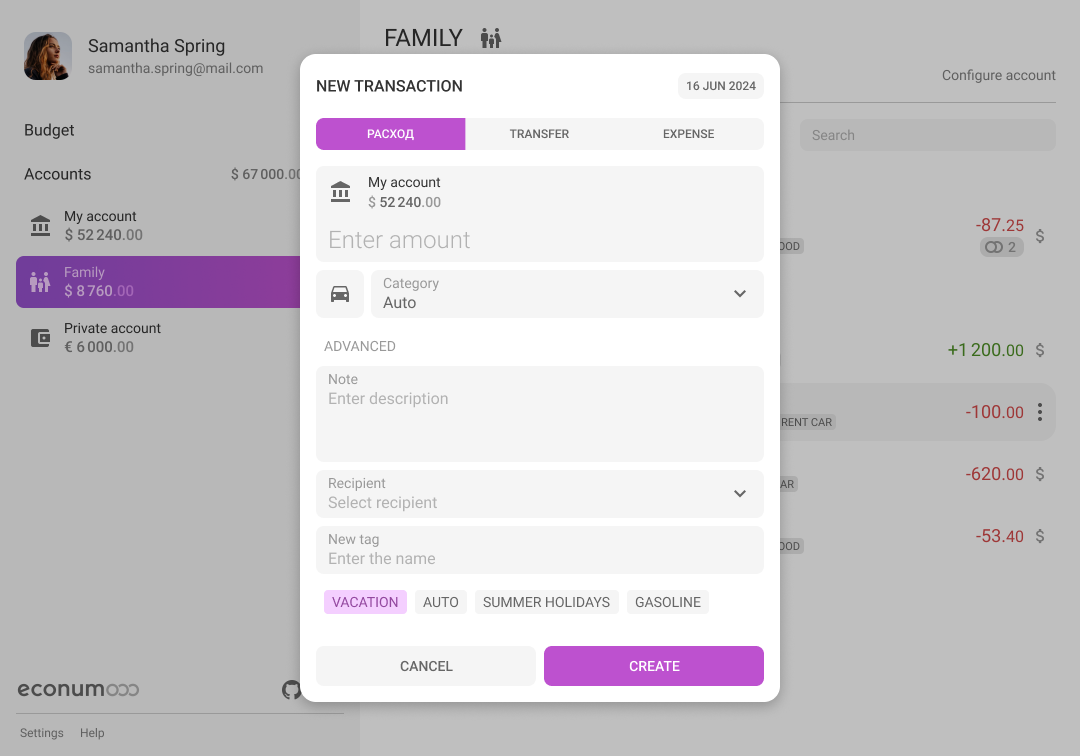 Samantha Spring
samantha.spring@mail.com
Budget
Accounts
$ 67 000.00
My account
$ 52 240.00
Family
$ 8 760.00
Private account
€ 6 000.00
econum
Settings
Help
FAMILY
Configure account
Search
-87.25 $
2
+1 200.00 $
-100.00
RENT CAR
-620.00 $
-53.40 $
NEW TRANSACTION
16 JUN 2024
РАСХОД
TRANSFER
EXPENSE
My account
$ 52 240.00
Enter amount
Category
Auto
ADVANCED
Note
Enter description
Recipient
Select recipient
New tag
Enter the name
VACATION
AUTO
SUMMER HOLIDAYS
GASOLINE
CANCEL
CREATE